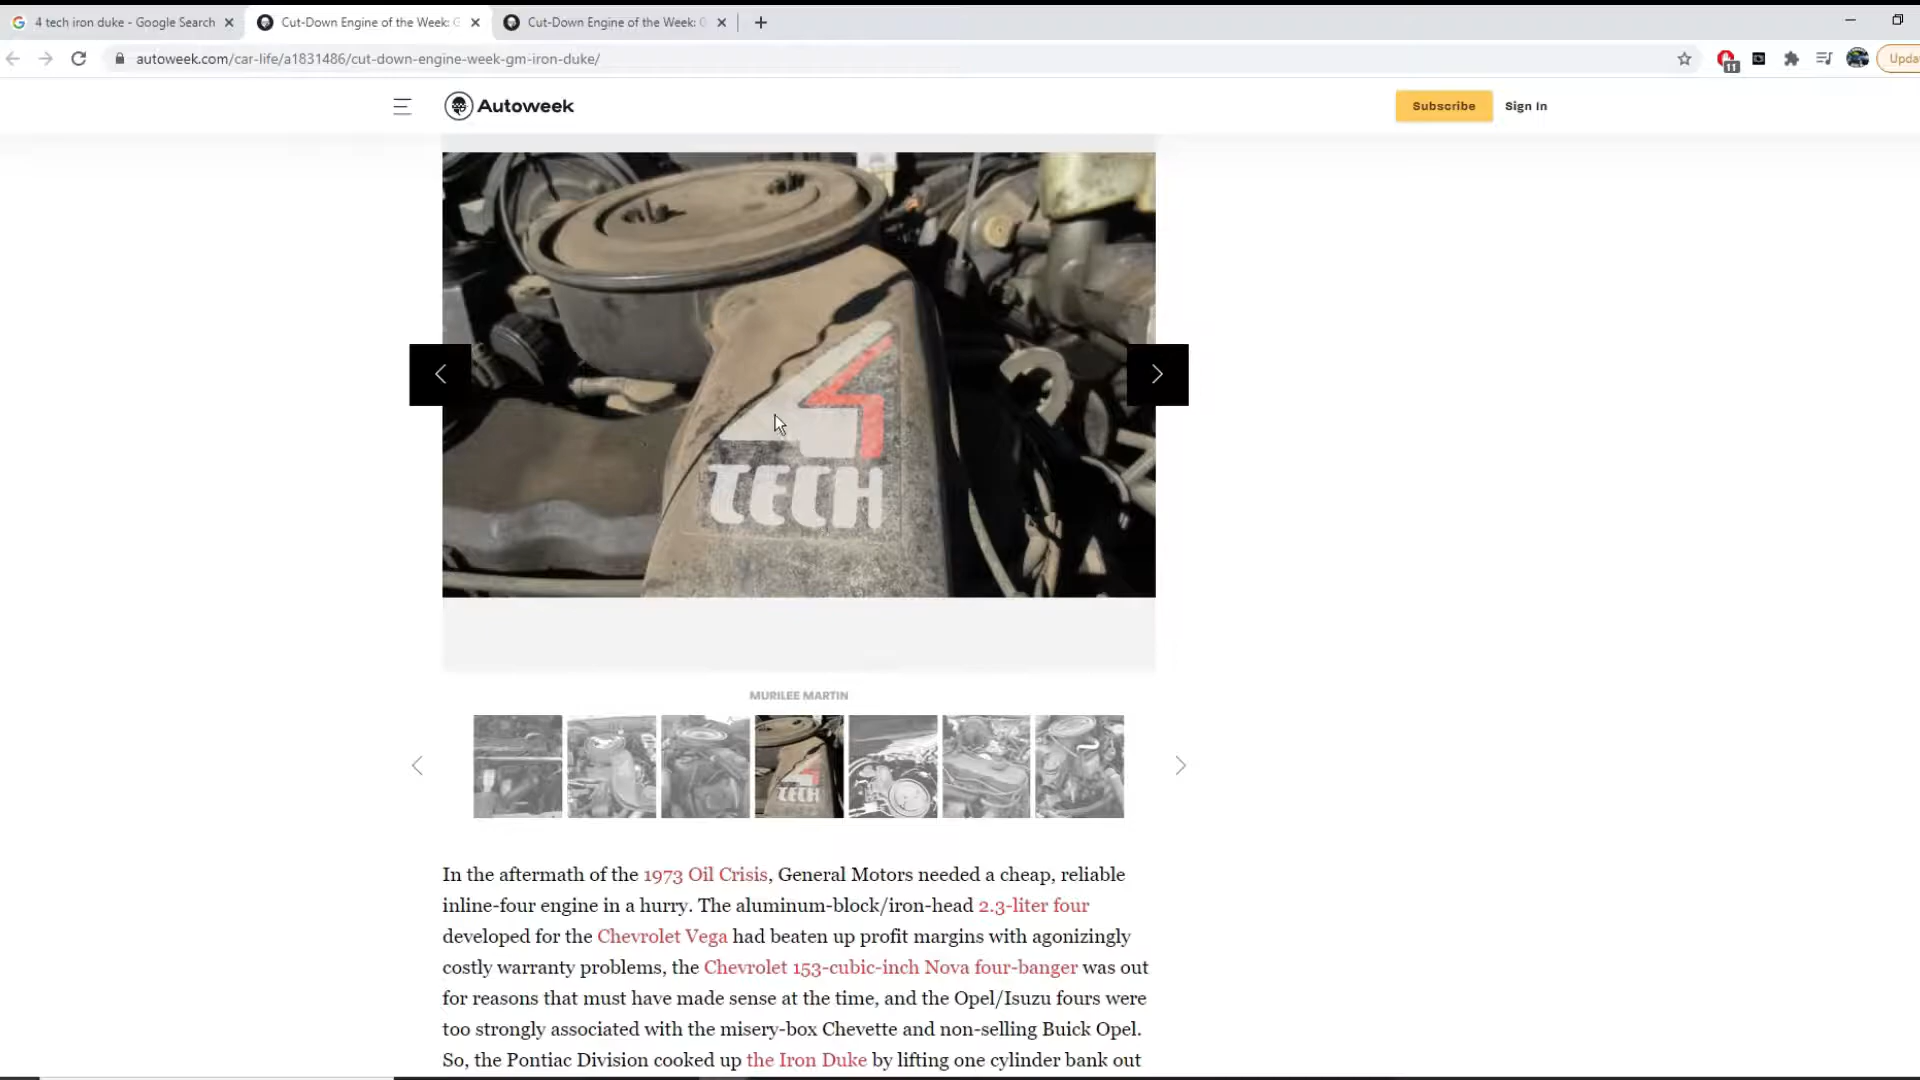 4 tech iron duke - Google Search
Cut-Down Engine of the Week: G
Cut-Down Engine of the Week: G
autoweek.com/car-life/a1831486/cut-down-engine-week-gm-iron-duke/
11
Upda
Autoweek
Subscribe
Sign In
4
TECH
MURILEE MARTIN
TECH
In the aftermath of the 1973 Oil Crisis, General Motors needed a cheap, reliable
inline-four engine in a hurry. The aluminum-block/iron-head 2.3-liter four
developed for the Chevrolet Vega had beaten up profit margins with agonizingly
costly warranty problems, the Chevrolet 153-cubic-inch Nova four-banger was out
for reasons that must have made sense at the time, and the Opel/Isuzu fours were
too strongly associated with the misery-box Chevette and non-selling Buick Opel.
So, the Pontiac Division cooked up the Iron Duke by lifting one cylinder bank out